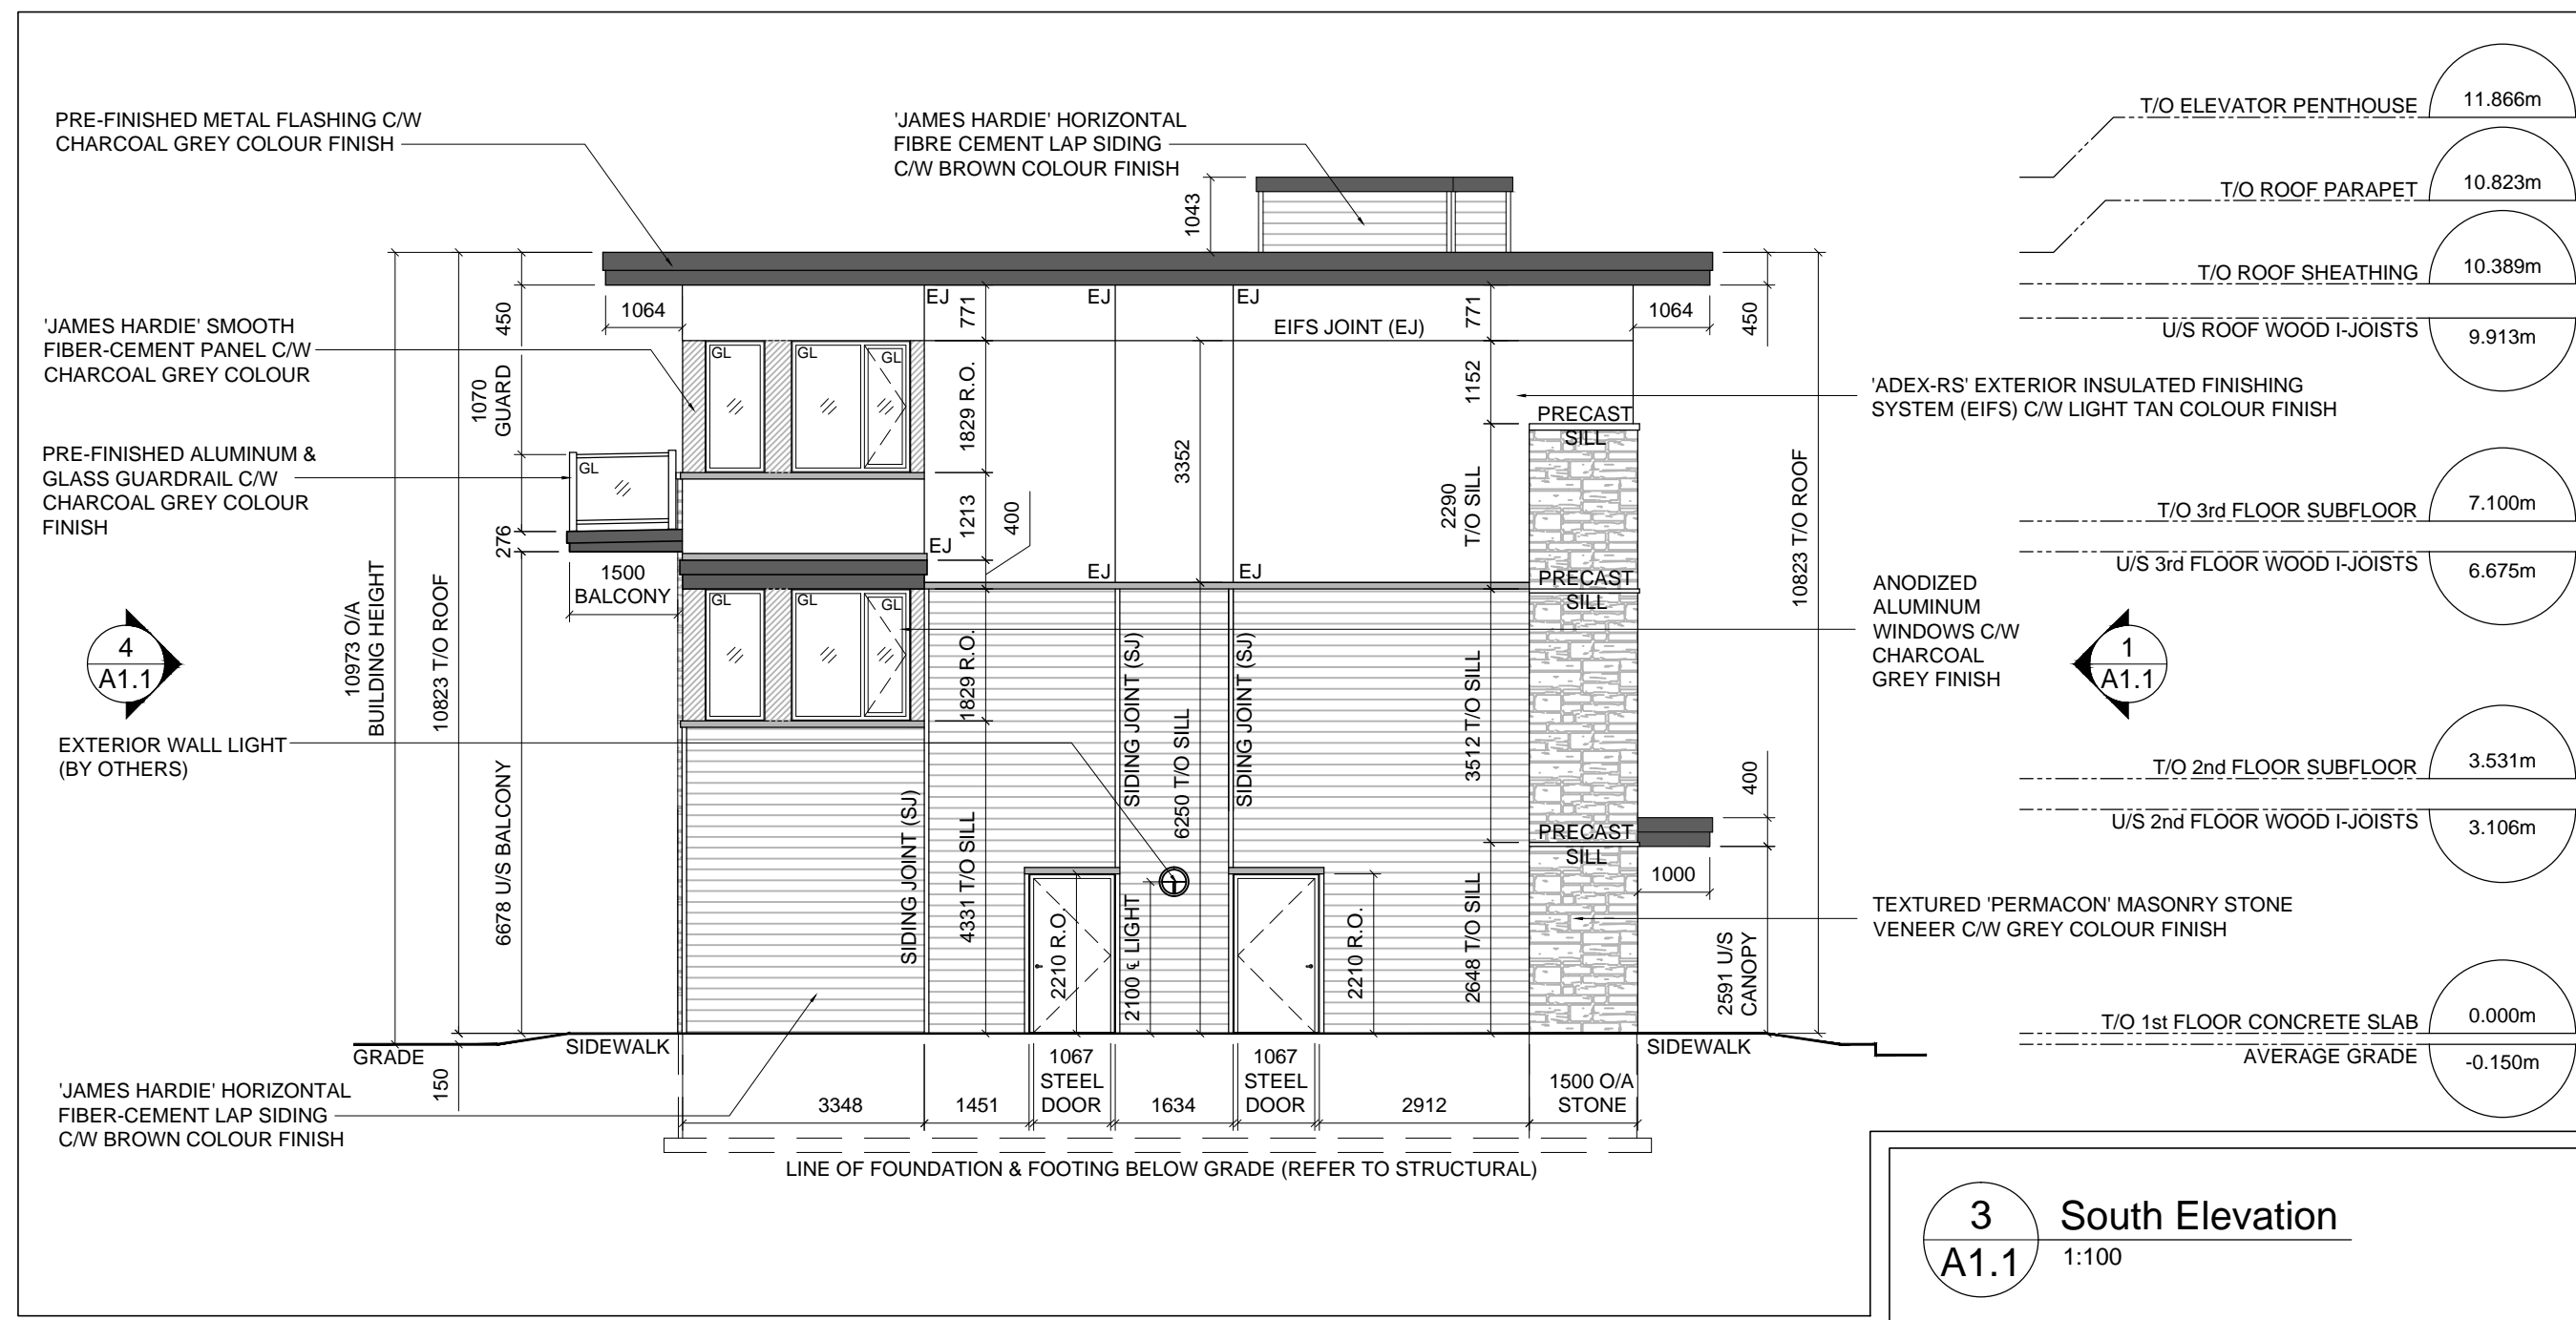 PRE-FINISHED METAL FLASHING C/W
CHARCOAL GREY COLOUR FINISH
'JAMES HARDIE' HORIZONTAL
FIBRE CEMENT LAP SIDING
C/W BROWN COLOUR FINISH
T/O ELEVATOR PENTHOUSE
11.866m
T/O ROOF PARAPET
10.823m
T/O ROOF SHEATHING
10.389m
U/S ROOF WOOD I-JOISTS
9.913m
1043
'JAMES HARDIE' SMOOTH
FIBER-CEMENT PANEL C/W
CHARCOAL GREY COLOUR
450
1064
EJ
771
EJ
EJ
EIFS JOINT (EJ)
771
1064
450
GL
GL
GL
1070
GUARD
1829 R.O.
1152
'ADEX-RS' EXTERIOR INSULATED FINISHING
SYSTEM (EIFS) C/W LIGHT TAN COLOUR FINISH
PRECAST
SILL
PRE-FINISHED ALUMINUM &
GLASS GUARDRAIL C/W
CHARCOAL GREY COLOUR
FINISH
GL
3352
2290
T/O SILL
10823 T/O ROOF
T/O 3rd FLOOR SUBFLOOR
7.100m
U/S 3rd FLOOR WOOD I-JOISTS
6.675m
276
1213
400
EJ
EJ
EJ
1500
BALCONY
PRECAST
SILL
GL
GL
GL
ANODIZED
ALUMINUM
WINDOWS C/W
CHARCOAL
GREY FINISH
4
A1.1
1
A1.1
10973 O/A
BUILDING HEIGHT
10823 T/O ROOF
1829 R.O.
SIDING JOINT (SJ)
6250 T/O SILL
SIDING JOINT (SJ)
3512 T/O SILL
EXTERIOR WALL LIGHT
(BY OTHERS)
6678 U/S BALCONY
SIDING JOINT (SJ)
4331 T/O SILL
400
T/O 2nd FLOOR SUBFLOOR
3.531m
U/S 2nd FLOOR WOOD I-JOISTS
3.106m
PRECAST
SILL
1000
2210 R.O.
2100 ℄ LIGHT
2210 R.O.
2648 T/O SILL
2591 U/S
CANOPY
TEXTURED 'PERMACON' MASONRY STONE
VENEER C/W GREY COLOUR FINISH
T/O 1st FLOOR CONCRETE SLAB
0.000m
AVERAGE GRADE
-0.150m
GRADE
SIDEWALK
SIDEWALK
150
'JAMES HARDIE' HORIZONTAL
FIBER-CEMENT LAP SIDING
C/W BROWN COLOUR FINISH
3348
1451
1067
STEEL
DOOR
1634
1067
STEEL
DOOR
2912
1500 O/A
STONE
LINE OF FOUNDATION & FOOTING BELOW GRADE (REFER TO STRUCTURAL)
3
A1.1
South Elevation
1:100